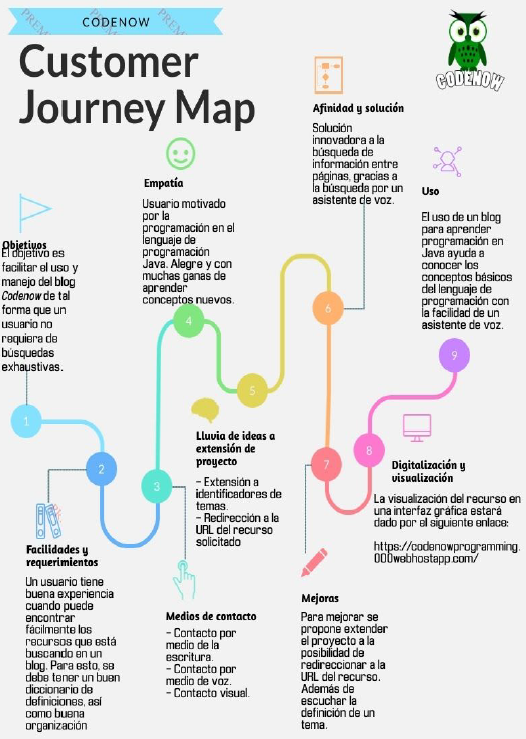 CODENOW
Customer
Journey Map
CODENOW
Objetivos
El objetivo es
facilitar el uso y
manejo del blog
Codenow de tal
forma que un
usuario no
requiera de
búsquedas
exhaustivas.
1
Facilidades y
requerimientos
Un usuario tiene
buena experiencia
cuando puede
encontrar
fácilmente los
recursos que está
buscando en un
blog. Para esto, se
debe tener un buen
diccionario de
definiciones, así
como buena
organización
2
Medios de contacto
- Contacto por
medio de la
escritura.
- Contacto por
medio de voz.
- Contacto visual.
3
Empatía
Usuario motivado
por la
programación en el
lenguaje de
programación
Java. Alegre y con
muchas ganas de
aprender
conceptos nuevos.
4
5
Lluvia de ideas a
extensión de
proyecto
- Extensión a
identificadores de
temas.
- Redirección a la
URL del recurso
solicitado
Afinidad y solución
Solución
innovadora a la
búsqueda de
información entre
páginas, gracias a
la búsqueda por un
asistente de voz.
6
7
Mejoras
Para mejorar se
propone extender
el proyecto a la
posibilidad de
redireccionar a la
URL del recurso.
Además de
escuchar la
definición de un
tema.
8
Digitalización y
visualización
La visualización del recurso en
una interfaz gráfica estará
dado por el siguiente enlace:
https://codenowprogramming.
000webhostapp.com/
Uso
El uso de un blog
para aprender
programación en
Java ayuda a
conocer los
conceptos básicos
del lenguaje de
programación con
la facilidad de un
asistente de voz.
9